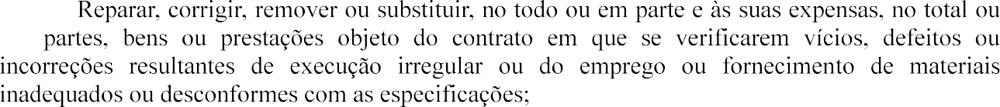 Reparar, corrigir, remover ou substituir, no todo ou em parte e às suas expensas, no total ou
partes, bens ou prestações objeto do contrato em que se verificarem vícios, defeitos ou
incorreções resultantes de execução irregular ou do emprego ou fornecimento de materiais
inadequados ou desconformes com as especificações;